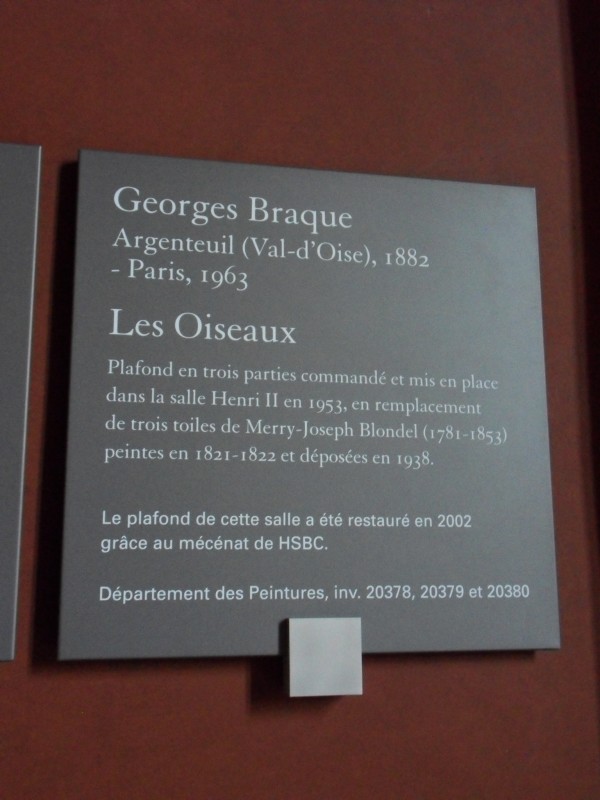 Georges Braque
Argenteuil (Val-d'Oise), 1882
- Paris, 1963
Les Oiseaux
Plafond en trois parties commandé et mis en place
dans la salle Henri II en 1953, en remplacement
de trois toiles de Merry-Joseph Blondel (1781-1853)
peintes en 1821-1822 et déposées en 1938.
Le plafond de cette salle a été restauré en 2002
grâce au mécénat de HSBC.
Département des Peintures, inv. 20378, 20379 et 20380